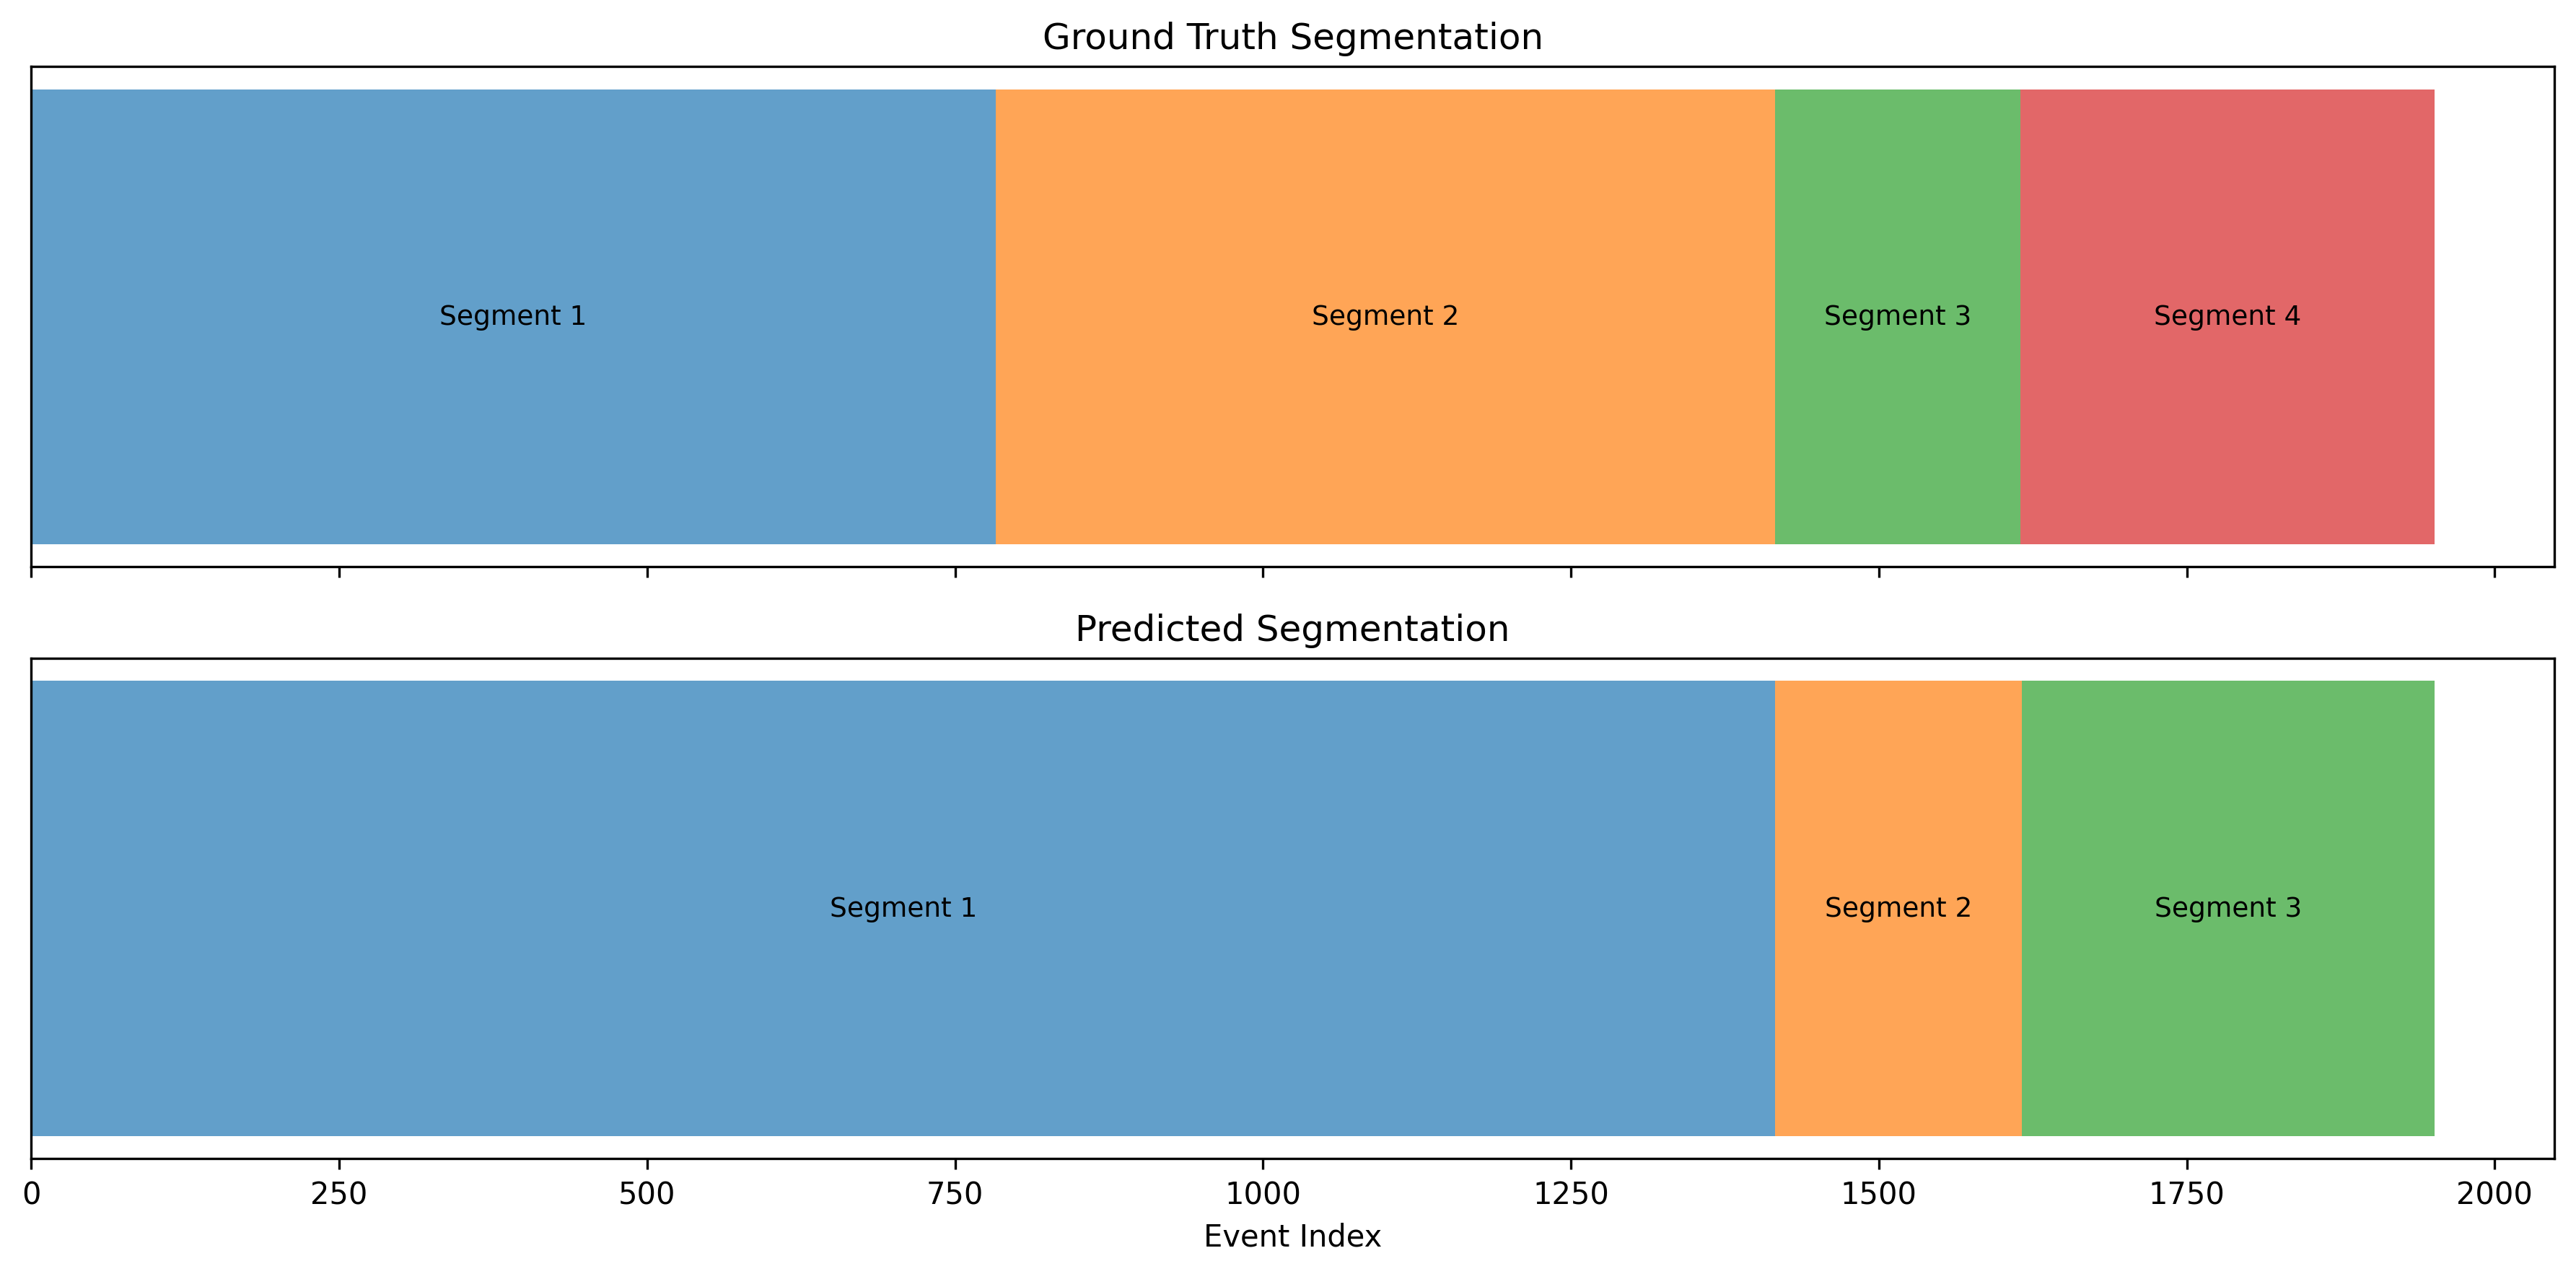 Ground Truth Segmentation
Segment 1 Segment 2 Segment 3 Segment 4
Predicted Segmentation
Segment 1 Segment 2 Segment 3
0 250 500 750 1000 1250 1500 1750 2000
Event Index